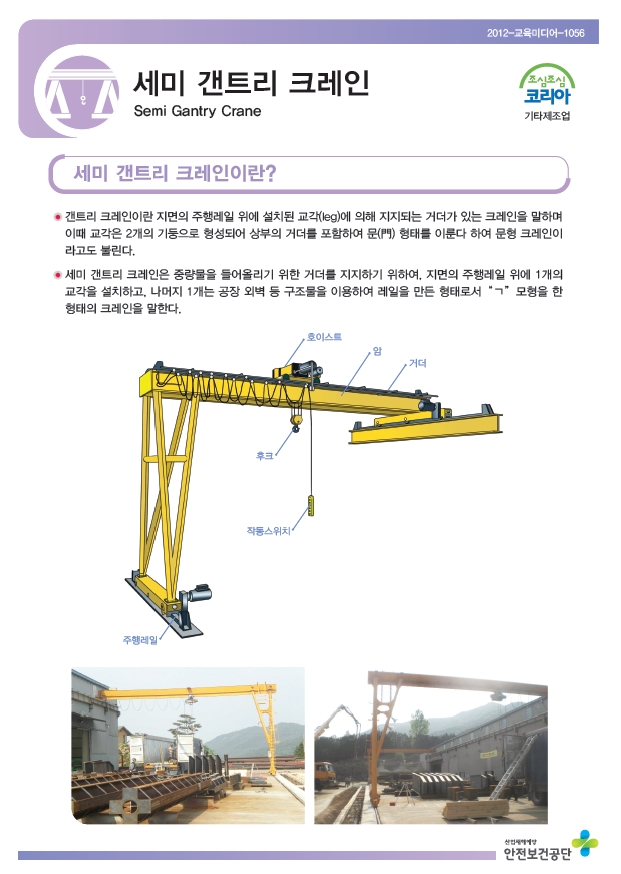 2012-교육미디어-1056
세미 갠트리 크레인
Semi Gantry Crane
조심조심
코리아
기타제조업
세미 갠트리 크레인이란?
갠트리 크레인이란 지면의 주행레일 위에 설치된 교각(leg)에 의해 지지되는 거더가 있는 크레인을 말하며
이때 교각은 2개의 기둥으로 형성되어 상부의 거더를 포함하여 문(門) 형태를 이룬다 하여 문형 크레인이
라고도 불린다.
세미 갠트리 크레인은 중량물을 들어올리기 위한 거더를 지지하기 위하여, 지면의 주행레일 위에 1개의
교각을 설치하고, 나머지 1개는 공장 외벽 등 구조물을 이용하여 레일을 만든 형태로서 “ㄱ” 모형을 한
형태의 크레인을 말한다.
호이스트
암
거더
후크
작동스위치
주행레일
산업재해예방
안전보건공단